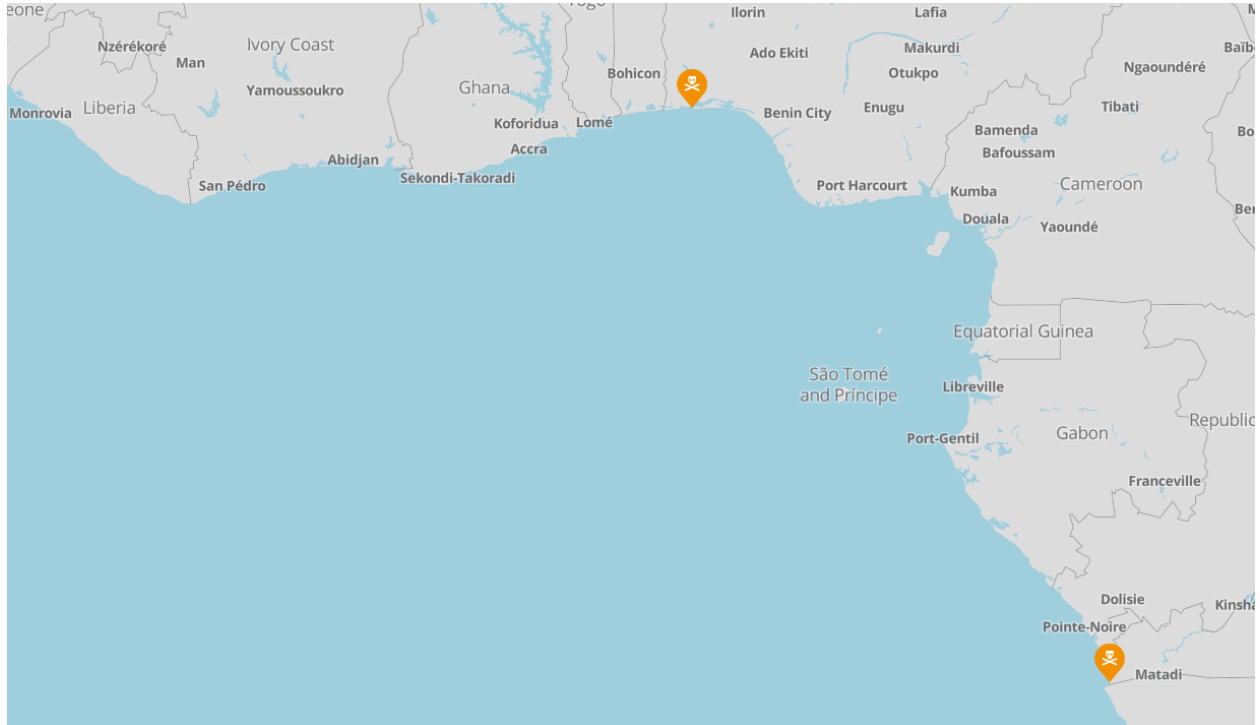 Ilorin
Lafia
Nzérékoré
Ivory Coast
Ado Ekiti
Makurdi
Man
Bohicon
Otukpo
Ngaoundéré
Yamoussoukro
Ghana
Monrovia
Liberia
Benin City
Enugu
Tibati
Koforidua
Lomé
Bamenda
Accra
Bafoussam
Abidjan
San Pédro
Sekondi-Takoradi
Port Harcourt
Kumba
Cameroon
Douala
Yaoundé
Equatorial Guinea
São Tomé
and Príncipe
Libreville
Port-Gentil
Gabon
Republic
Franceville
Dolisie
Kinsha
Pointe-Noire
Matadi